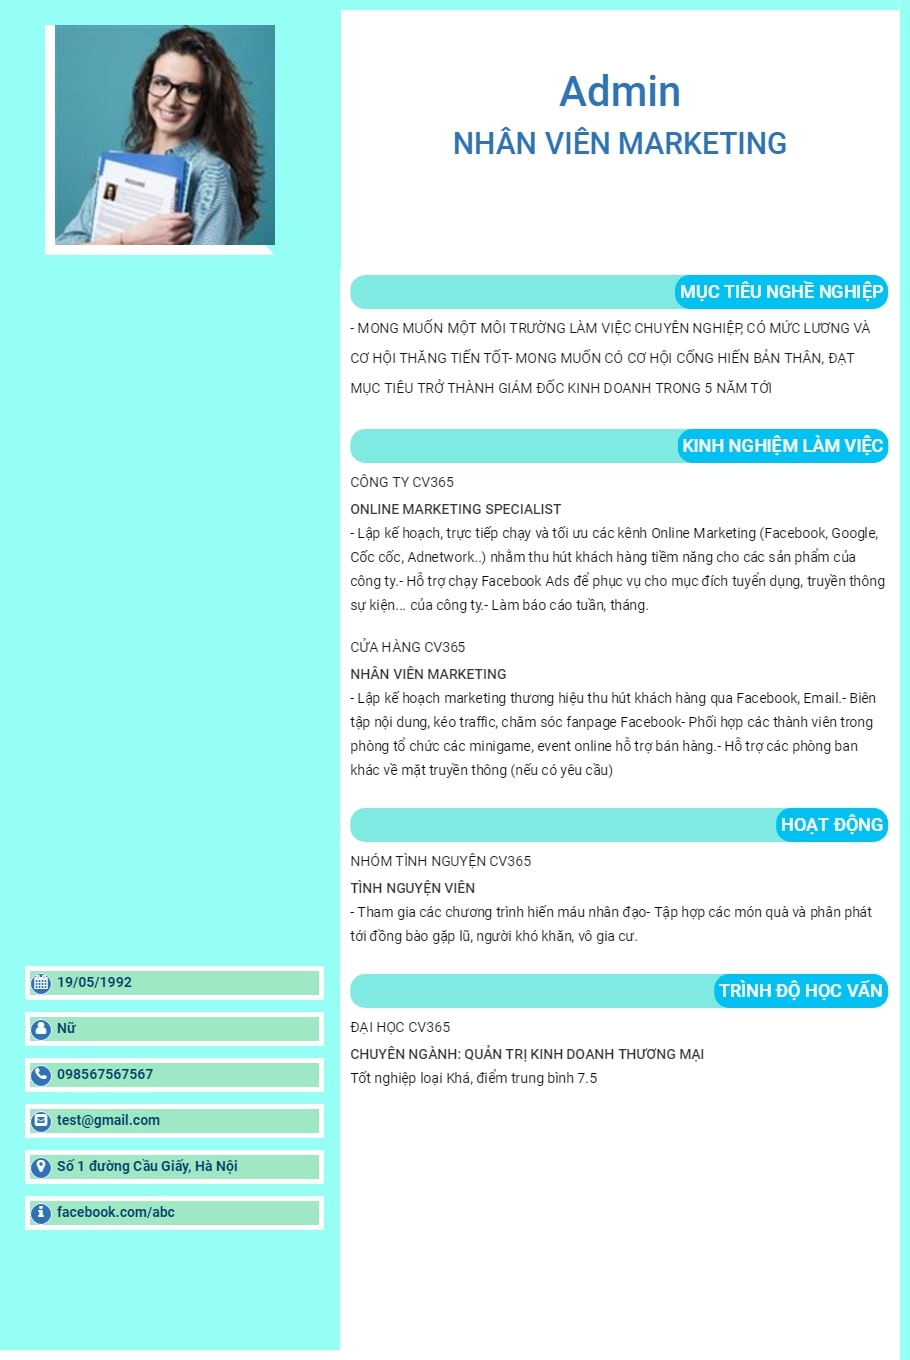 RESUME
Admin
NHÂN VIÊN MARKETING
MỤC TIÊU NGHỀ NGHIỆP
- MONG MUỐN MỘT MÔI TRƯỜNG LÀM VIỆC CHUYÊN NGHIỆP, CÓ MỨC LƯƠNG VÀ
CƠ HỘI THĂNG TIẾN TỐT- MONG MUỐN CÓ CƠ HỘI CỐNG HIẾN BẢN THÂN, ĐẠT
MỤC TIÊU TRỞ THÀNH GIÁM ĐỐC KINH DOANH TRONG 5 NĂM TỚI
KINH NGHIỆM LÀM VIỆC
CÔNG TY CV365
ONLINE MARKETING SPECIALIST
- Lập kế hoạch, trực tiếp chạy và tối ưu các kênh Online Marketing (Facebook, Google,
Cốc cốc, Adnetwork..) nhằm thu hút khách hàng tiềm năng cho các sản phẩm của
công ty.- Hỗ trợ chạy Facebook Ads để phục vụ cho mục đích tuyển dụng, truyền thông
sự kiện... của công ty.- Làm báo cáo tuần, tháng.
CỬA HÀNG CV365
NHÂN VIÊN MARKETING
- Lập kế hoạch marketing thương hiệu thu hút khách hàng qua Facebook, Email.- Biên
tập nội dung, kéo traffic, chăm sóc fanpage Facebook- Phối hợp các thành viên trong
phòng tổ chức các minigame, event online hỗ trợ bán hàng.- Hỗ trợ các phòng ban
khác về mặt truyền thông (nếu có yêu cầu)
HOẠT ĐỘNG
NHÓM TÌNH NGUYỆN CV365
TÌNH NGUYỆN VIÊN
- Tham gia các chương trình hiến máu nhân đạo- Tập hợp các món quà và phân phát
tới đồng bào gặp lũ, người khó khăn, vô gia cư.
TRÌNH ĐỘ HỌC VẤN
ĐẠI HỌC CV365
CHUYÊN NGÀNH: QUẢN TRỊ KINH DOANH THƯƠNG MẠI
Tốt nghiệp loại Khá, điểm trung bình 7.5
19/05/1992
Nữ
098567567567
test@gmail.com
Số 1 đường Cầu Giấy, Hà Nội
facebook.com/abc